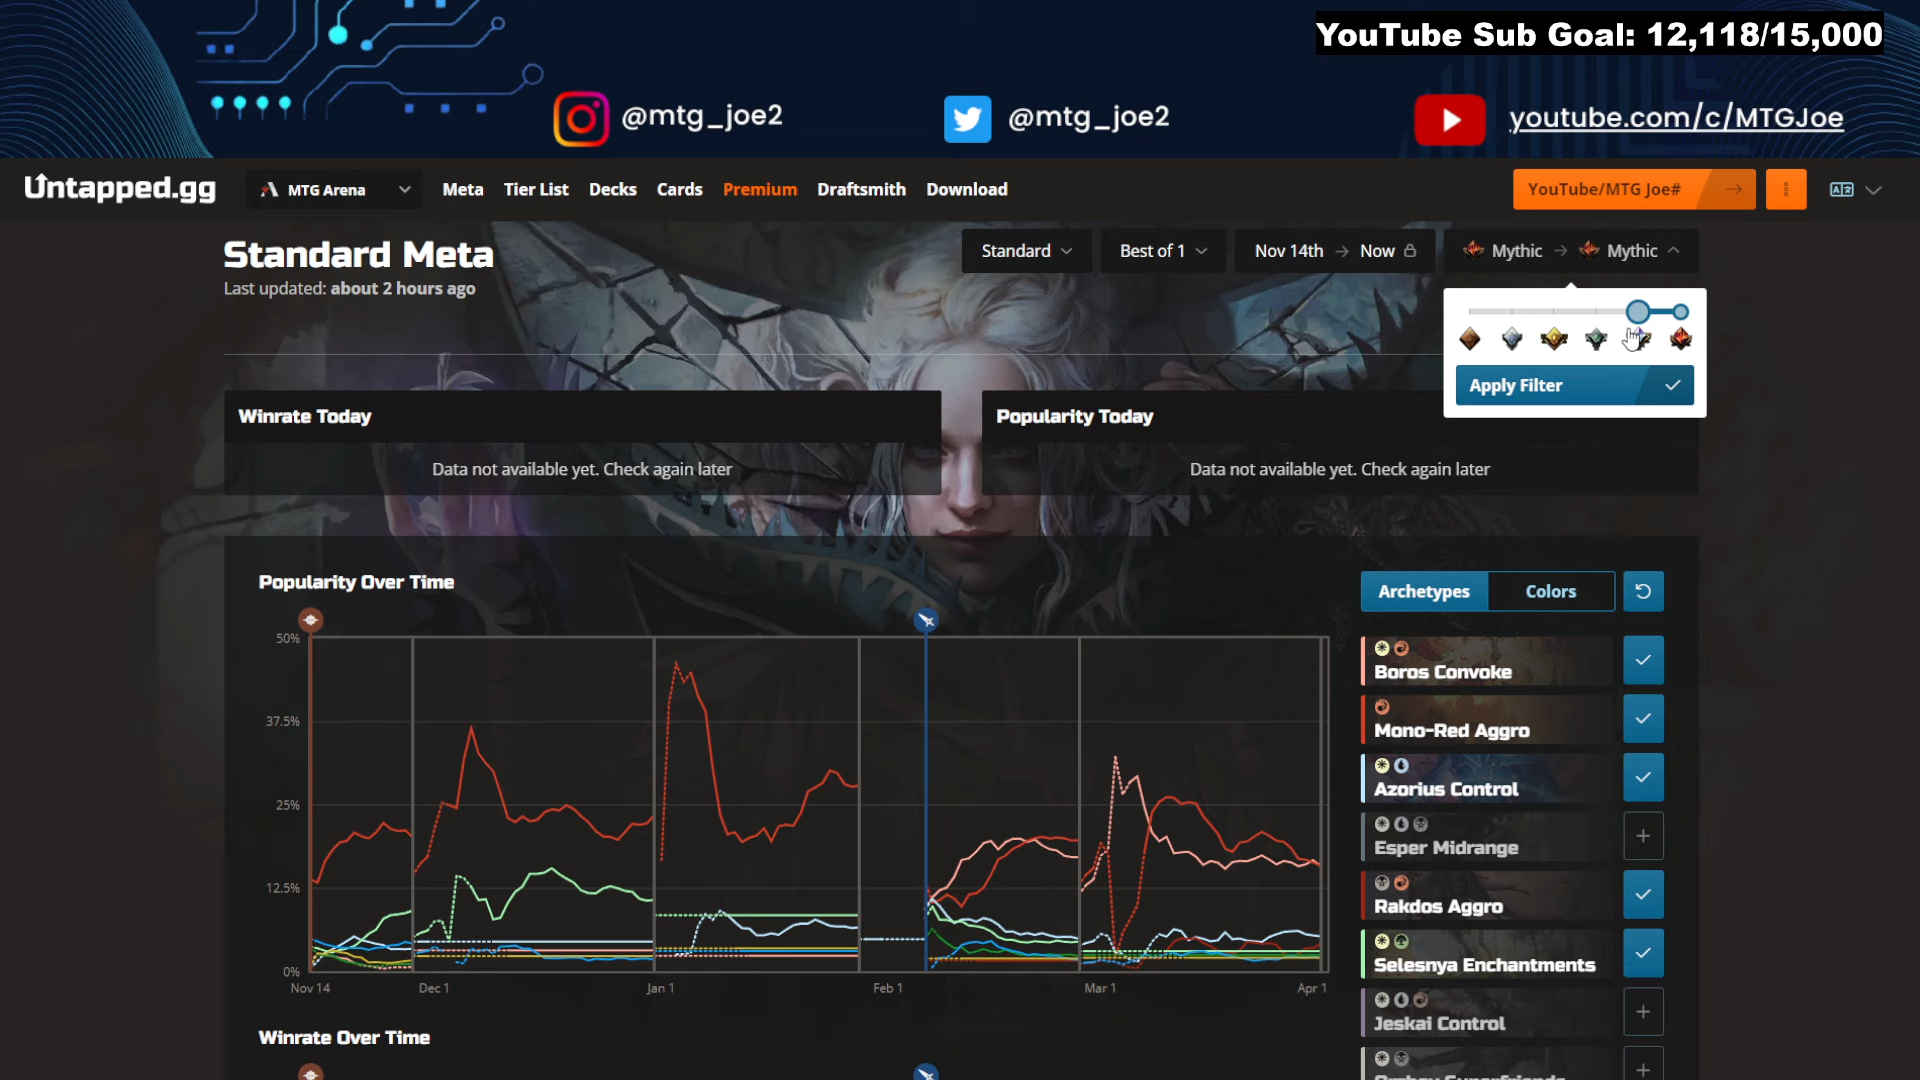 YouTube Sub Goal: 12,118/15,000
@mtg_joe2
@mtg_joe2
youtube.com/c/MTGJoe
Untapped.gg
MTG Arena
Meta
Tier List
Decks
Cards
Premium
Draftsmith
Download
YouTube/MTG Joe#
Standard Meta
Last updated: about 2 hours ago
Standard
Best of 1
Nov 14th → Now
Mythic → Mythic
Apply Filter
Winrate Today
Data not available yet. Check again later
Popularity Today
Data not available yet. Check again later
Popularity Over Time
50%
37.5%
25%
12.5%
0%
Nov 14
Dec 1
Jan 1
Feb 1
Mar 1
Apr 1
Archetypes
Colors
Boros Convoke
Mono-Red Aggro
Azorius Control
Esper Midrange
Rakdos Aggro
Selesnya Enchantments
Jeskai Control
Winrate Over Time